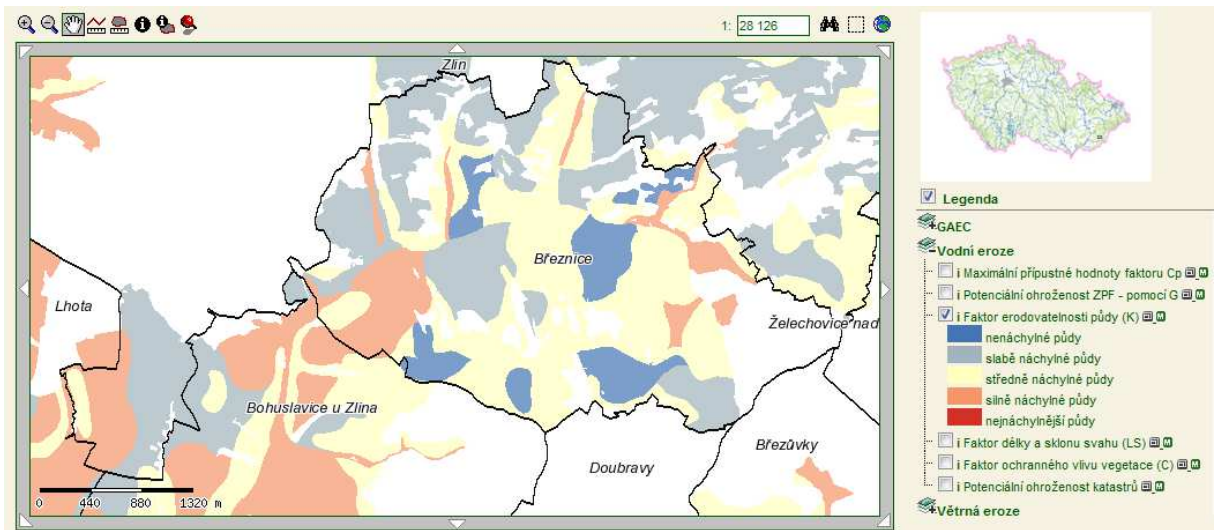 1: 28 126
Zlín
Březnice
Lhota
Želechovice nad
Bohuslavice u Zlína
Březůvky
Doubravy
0 440 880 1320 m
Legenda
GAEC
Vodní eroze
i Maximální přípustné hodnoty faktoru Cp M
i Potenciální ohroženost ZPF - pomocí G M
i Faktor erodovatelnosti půdy (K) M
nenáchylné půdy
slabě náchylné půdy
středně náchylné půdy
silně náchylné půdy
nejnáchylnější půdy
i Faktor délky a sklonu svahu (LS) M
i Faktor ochranného vlivu vegetace (C) M
i Potenciální ohroženost katastrů M
Větrná eroze